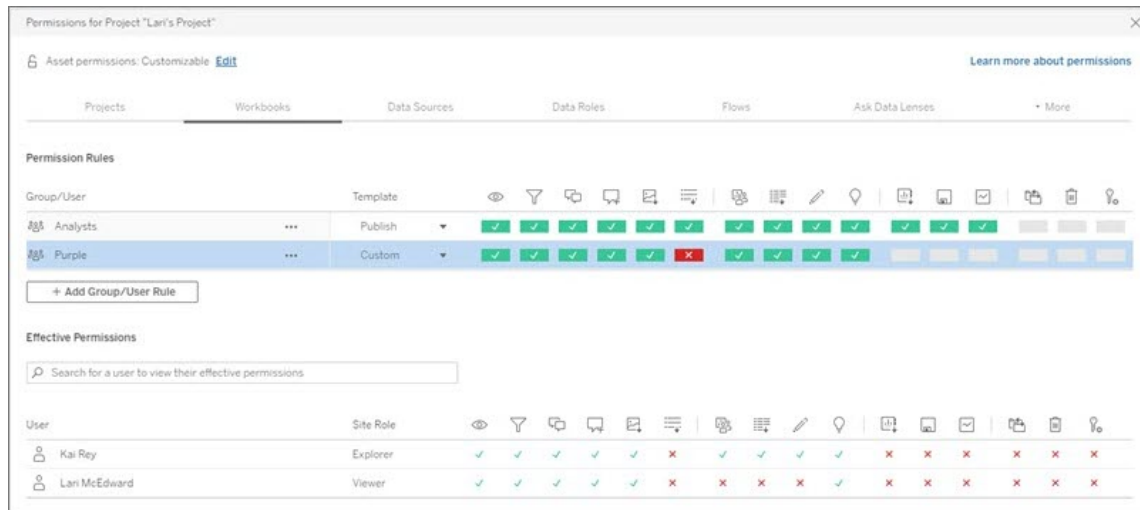 Permissions for Project "Lari's Project"
Asset permissions: Customizable Edit Learn more about permissions
Projects Workbooks Data Sources Data Roles Flows Ask Data Lenses • More
Permission Rules
Group/User Template
Analysts ••• Publish
Purple ••• Custom
+ Add Group/User Rule
Effective Permissions
Search for a user to view their effective permissions
User Site Role
Kai Rey Explorer
Lari McEdward Viewer